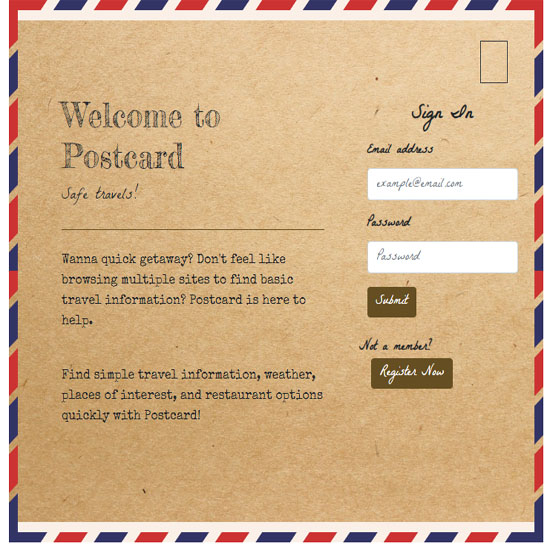 Welcome to
Postcard
Safe travels!
Wanna quick getaway? Don't feel like
browsing multiple sites to find basic
travel information? Postcard is here to
help.
Find simple travel information, weather,
places of interest, and restaurant options
quickly with Postcard!
Sign In
Email address
example@email.com
Password
Password
Submit
Not a member?
Register Now